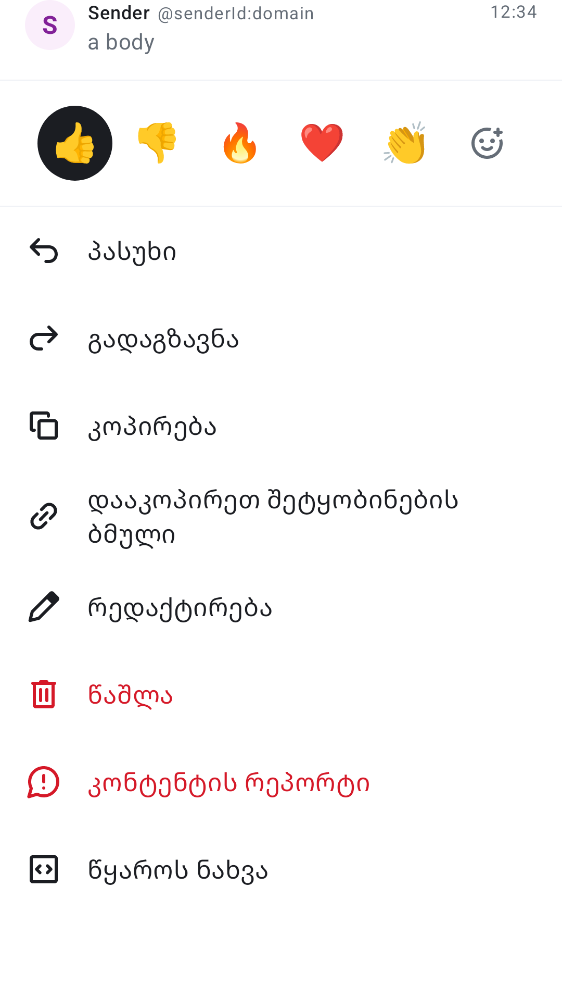 S
Sender @senderId:domain 12:34
a body
პასუხი
გადაგზავნა
კოპირება
დააკოპირეთ შეტყობინების
ბმული
რედაქტირება
წაშლა
კონტენტის რეპორტი
წყაროს ნახვა